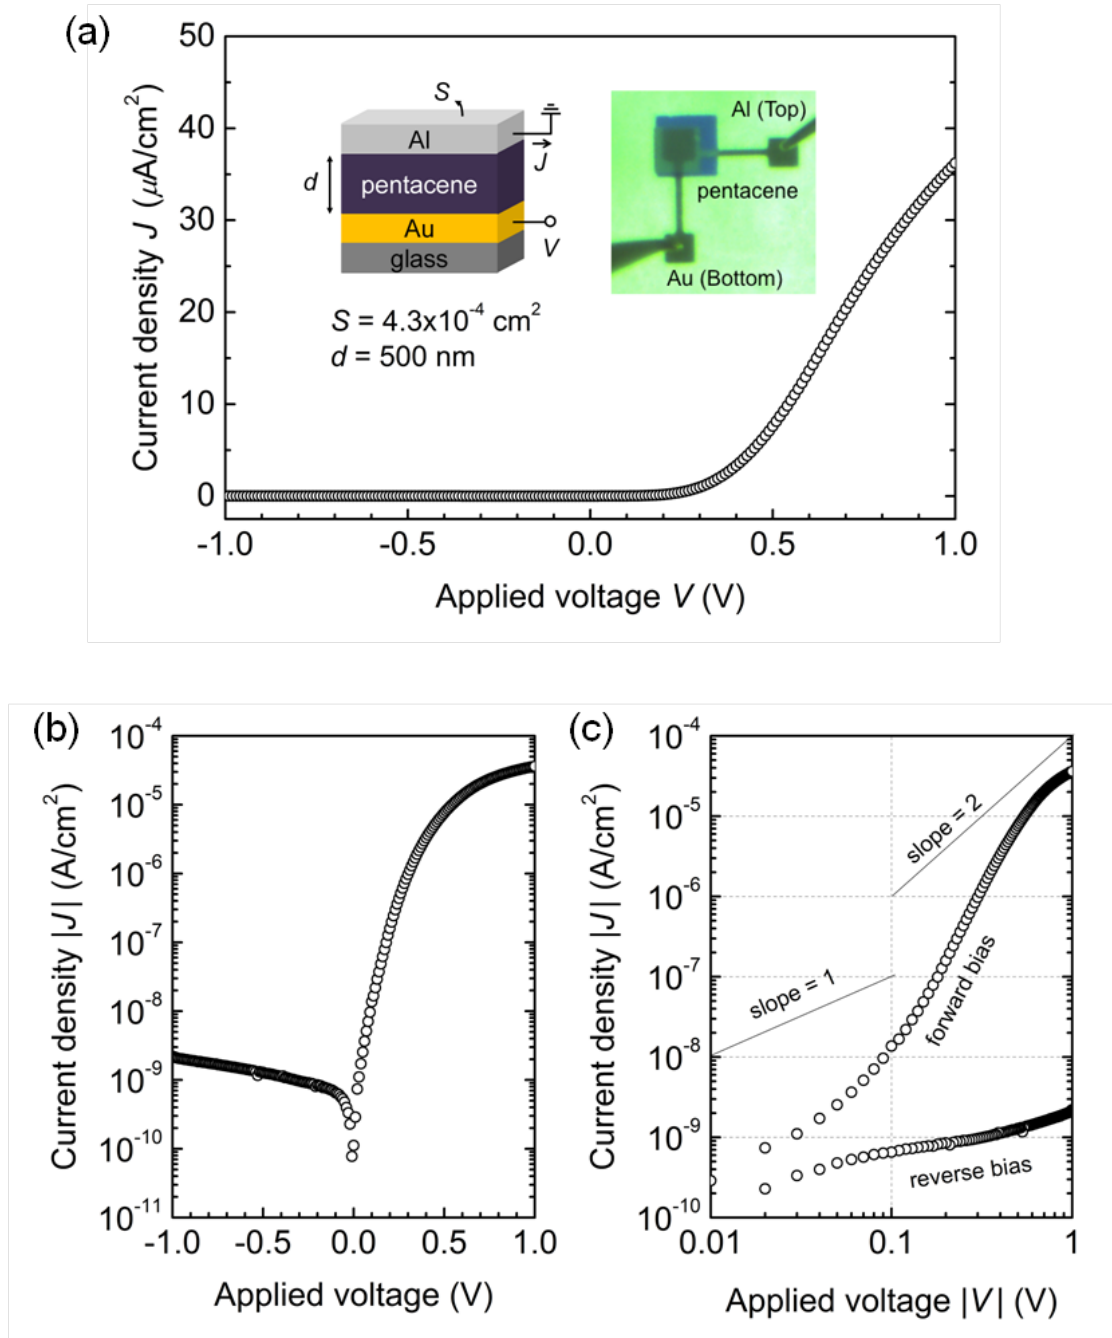 (a)
Current density J (μA/cm²)
50
40
30
20
10
0
-1.0
-0.5
0.0
0.5
1.0
Applied voltage V (V)
S
Al
J
d
pentacene
Au
V
glass
S = 4.3x10⁻⁴ cm²
d = 500 nm
Al (Top)
pentacene
Au (Bottom)
(b)
Current density |J| (A/cm²)
10⁻⁴
10⁻⁵
10⁻⁶
10⁻⁷
10⁻⁸
10⁻⁹
10⁻¹⁰
10⁻¹¹
-1.0
-0.5
0.0
0.5
1.0
Applied voltage (V)
(c)
Current density |J| (A/cm²)
10⁻⁴
10⁻⁵
10⁻⁶
10⁻⁷
10⁻⁸
10⁻⁹
10⁻¹⁰
slope = 2
slope = 1
forward bias
reverse bias
0.01
0.1
1
Applied voltage |V| (V)